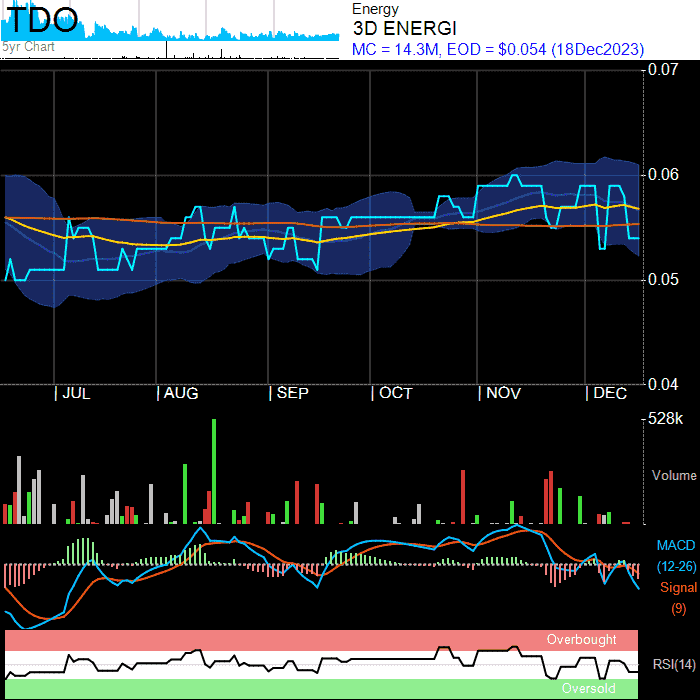 TDO
5yr Chart
Energy
3D ENERGI
MC = 14.3M, EOD = $0.054 (18Dec2023)
0.07
0.06
0.05
0.04
JUL AUG SEP OCT NOV DEC
528k
Volume
MACD
(12-26)
Signal
(9)
Overbought
RSI(14)
Oversold